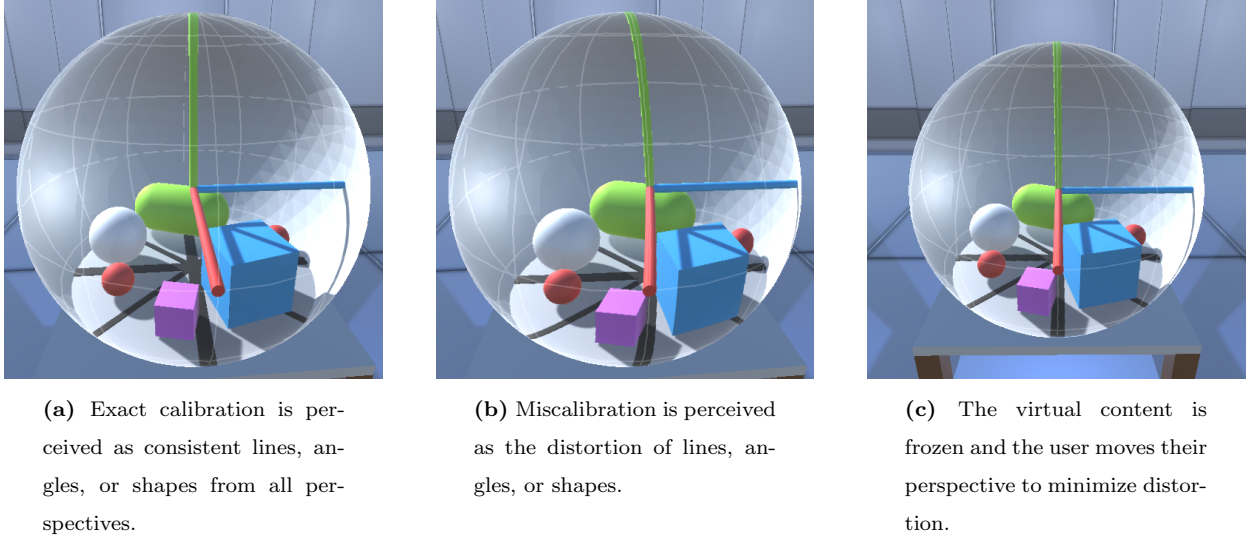 (a) Exact calibration is per-
ceived as consistent lines, an-
gles, or shapes from all per-
spectives.
(b) Miscalibration is perceived
as the distortion of lines, an-
gles, or shapes.
(c) The virtual content is
frozen and the user moves their
perspective to minimize distor-
tion.